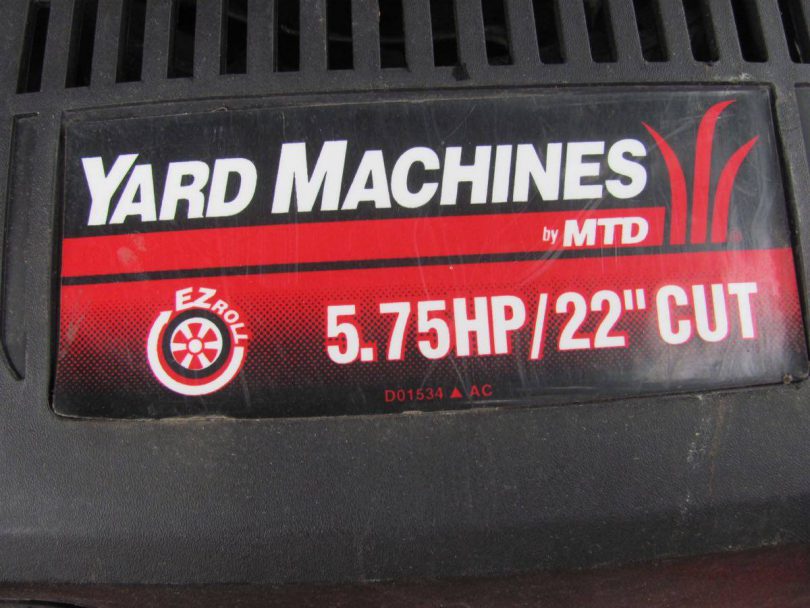 YARD MACHINES
by MTD
EZ ROLL
5.75HP/22" CUT
D01534 ▲ AC